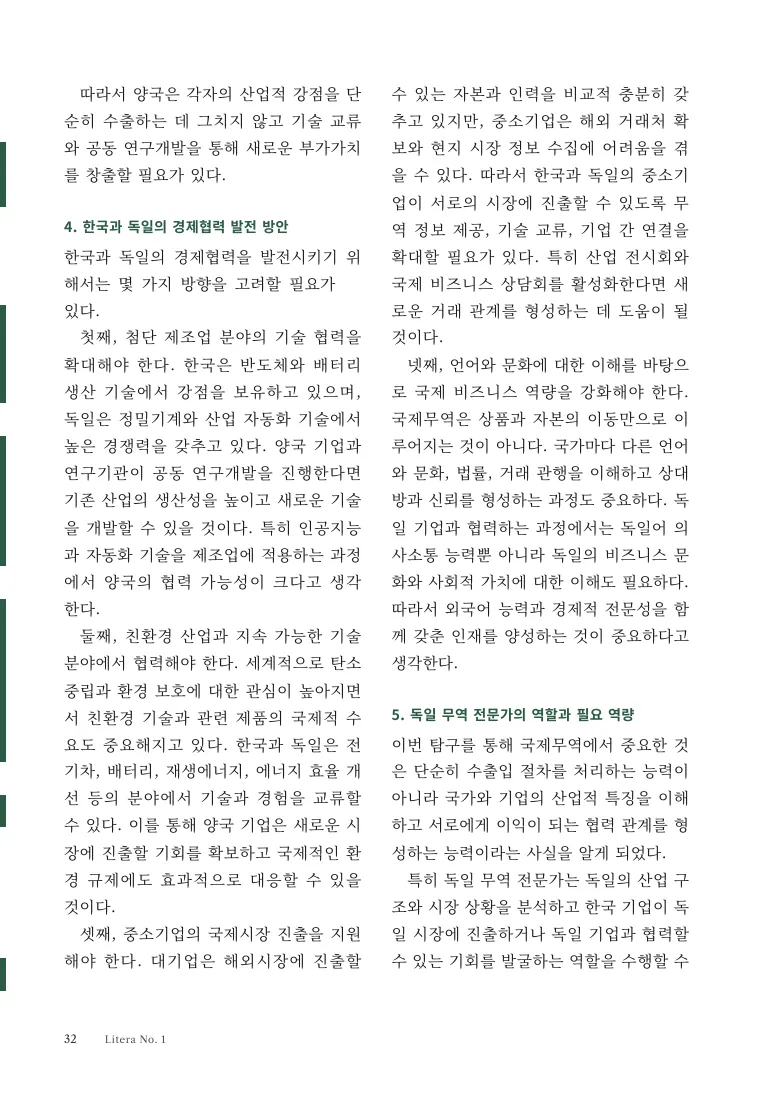 따라서 양국은 각자의 산업적 강점을 단
순히 수출하는 데 그치지 않고 기술 교류
와 공동 연구개발을 통해 새로운 부가가치
를 창출할 필요가 있다.
4. 한국과 독일의 경제협력 발전 방안
한국과 독일의 경제협력을 발전시키기 위
해서는 몇 가지 방향을 고려할 필요가
있다.
첫째, 첨단 제조업 분야의 기술 협력을
확대해야 한다. 한국은 반도체와 배터리
생산 기술에서 강점을 보유하고 있으며,
독일은 정밀기계와 산업 자동화 기술에서
높은 경쟁력을 갖추고 있다. 양국 기업과
연구기관이 공동 연구개발을 진행한다면
기존 산업의 생산성을 높이고 새로운 기술
을 개발할 수 있을 것이다. 특히 인공지능
과 자동화 기술을 제조업에 적용하는 과정
에서 양국의 협력 가능성이 크다고 생각
한다.
둘째, 친환경 산업과 지속 가능한 기술
분야에서 협력해야 한다. 세계적으로 탄소
중립과 환경 보호에 대한 관심이 높아지면
서 친환경 기술과 관련 제품의 국제적 수
요도 중요해지고 있다. 한국과 독일은 전
기차, 배터리, 재생에너지, 에너지 효율 개
선 등의 분야에서 기술과 경험을 교류할
수 있다. 이를 통해 양국 기업은 새로운 시
장에 진출할 기회를 확보하고 국제적인 환
경 규제에도 효과적으로 대응할 수 있을
것이다.
셋째, 중소기업의 국제시장 진출을 지원
해야 한다. 대기업은 해외시장에 진출할
수 있는 자본과 인력을 비교적 충분히 갖
추고 있지만, 중소기업은 해외 거래처 확
보와 현지 시장 정보 수집에 어려움을 겪
을 수 있다. 따라서 한국과 독일의 중소기
업이 서로의 시장에 진출할 수 있도록 무
역 정보 제공, 기술 교류, 기업 간 연결을
확대할 필요가 있다. 특히 산업 전시회와
국제 비즈니스 상담회를 활성화한다면 새
로운 거래 관계를 형성하는 데 도움이 될
것이다.
넷째, 언어와 문화에 대한 이해를 바탕으
로 국제 비즈니스 역량을 강화해야 한다.
국제무역은 상품과 자본의 이동만으로 이
루어지는 것이 아니다. 국가마다 다른 언어
와 문화, 법률, 거래 관행을 이해하고 상대
방과 신뢰를 형성하는 과정도 중요하다. 독
일 기업과 협력하는 과정에서는 독일어 의
사소통 능력뿐 아니라 독일의 비즈니스 문
화와 사회적 가치에 대한 이해도 필요하다.
따라서 외국어 능력과 경제적 전문성을 함
께 갖춘 인재를 양성하는 것이 중요하다고
생각한다.
5. 독일 무역 전문가의 역할과 필요 역량
이번 탐구를 통해 국제무역에서 중요한 것
은 단순히 수출입 절차를 처리하는 능력이
아니라 국가와 기업의 산업적 특징을 이해
하고 서로에게 이익이 되는 협력 관계를 형
성하는 능력이라는 사실을 알게 되었다.
특히 독일 무역 전문가는 독일의 산업 구
조와 시장 상황을 분석하고 한국 기업이 독
일 시장에 진출하거나 독일 기업과 협력할
수 있는 기회를 발굴하는 역할을 수행할 수
32 Litera No. 1